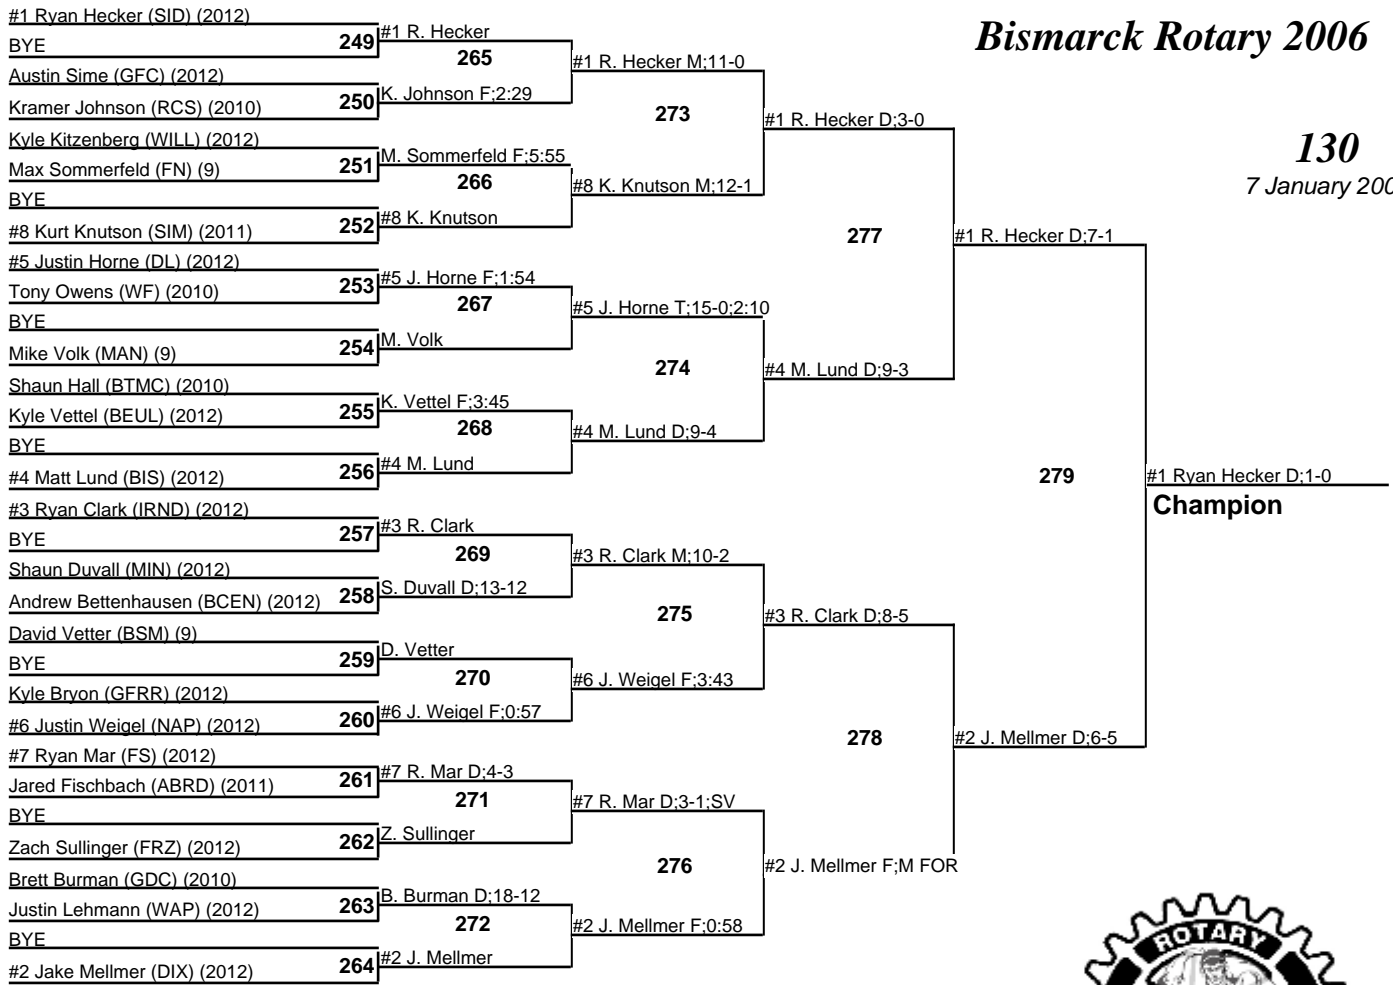 Bismarck Rotary 2006
130
7 January 200
#1 Ryan Hecker (SID) (2012)
BYE
249
Austin Sime (GFC) (2012)
Kramer Johnson (RCS) (2010)
250
Kyle Kitzenberg (WILL) (2012)
Max Sommerfeld (FN) (9)
251
BYE
#8 Kurt Knutson (SIM) (2011)
252
#5 Justin Horne (DL) (2012)
Tony Owens (WF) (2010)
253
BYE
Mike Volk (MAN) (9)
254
Shaun Hall (BTMC) (2010)
Kyle Vettel (BEUL) (2012)
255
BYE
#4 Matt Lund (BIS) (2012)
256
#3 Ryan Clark (IRND) (2012)
BYE
257
Shaun Duvall (MIN) (2012)
Andrew Bettenhausen (BCEN) (2012)
258
David Vetter (BSM) (9)
BYE
259
Kyle Bryon (GFRR) (2012)
#6 Justin Weigel (NAP) (2012)
260
#7 Ryan Mar (FS) (2012)
Jared Fischbach (ABRD) (2011)
261
BYE
Zach Sullinger (FRZ) (2012)
262
Brett Burman (GDC) (2010)
Justin Lehmann (WAP) (2012)
263
BYE
#2 Jake Mellmer (DIX) (2012)
264
#1 R. Hecker
265
K. Johnson F;2:29
M. Sommerfeld F;5:55
266
#8 K. Knutson
#5 J. Horne F;1:54
267
M. Volk
K. Vettel F;3:45
268
#4 M. Lund
#3 R. Clark
269
S. Duvall D;13-12
D. Vetter
270
#6 J. Weigel F;0:57
#7 R. Mar D;4-3
271
Z. Sullinger
B. Burman D;18-12
272
#2 J. Mellmer
#1 R. Hecker M;11-0
273
#8 K. Knutson M;12-1
#5 J. Horne T;15-0;2:10
274
#4 M. Lund D;9-4
#3 R. Clark M;10-2
275
#6 J. Weigel F;3:43
#7 R. Mar D;3-1;SV
276
#2 J. Mellmer F;0:58
#1 R. Hecker D;3-0
277
#4 M. Lund D;9-3
#3 R. Clark D;8-5
278
#2 J. Mellmer F;M FOR
#1 R. Hecker D;7-1
279
#2 J. Mellmer D;6-5
#1 Ryan Hecker D;1-0
Champion
ROTARY